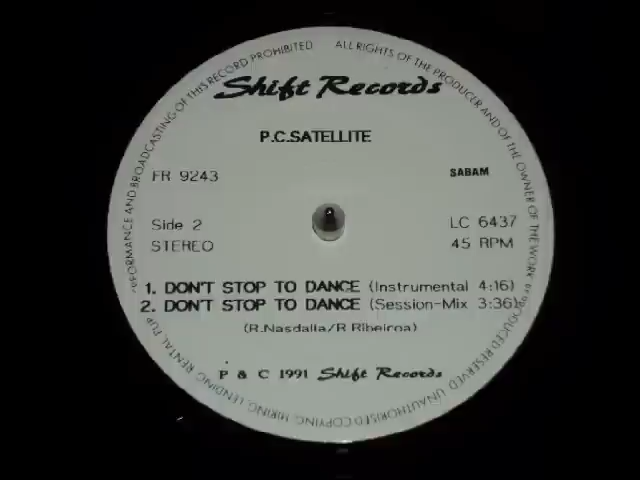 ALL RIGHTS OF THE PRODUCER AND OF THE OWNER OF THE WORK REPRODUCED RESERVED UNAUTHORISED COPYING, HIRING, LENDING, RENTAL PUBLIC PERFORMANCE AND BROADCASTING OF THIS RECORD PROHIBITED
Shift Records
P.C.SATELLITE
FR 9243
SABAM
Side 2
LC 6437
STEREO
45 RPM
1. DON'T STOP TO DANCE (Instrumental 4:16)
2. DON'T STOP TO DANCE (Session-Mix 3:36)
(R.Nasdalla/R Ribeiroa)
P & C 1991 Shift Records